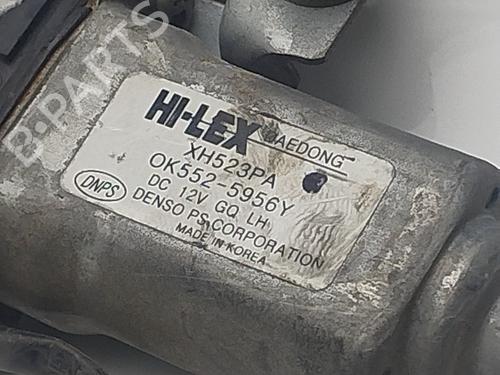 HI-LEX DAEDONG
XH523PA
OK552-5956Y
DC 12V GQ LH
DNPS
DENSO PS CORPORATION
MADE IN KOREA
B-PARTS